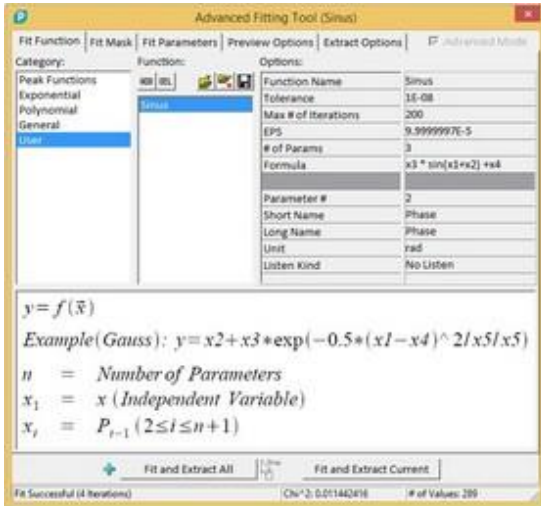 Advanced Fitting Tool (Sinus)
Fit Function Fit Mask Fit Parameters Preview Options Extract Options Advanced Mode
Category: Function: Options:
Peak Functions
Exponential
Polynomial
General
User
Sinus
Function Name Sinus
Tolerance 1E-08
Max # of Iterations 200
EPS 9.9999997E-5
# of Params 3
Formula x3 * sin(x1+x2) +x4
Parameter # 2
Short Name Phase
Long Name Phase
Unit rad
Listen Kind No Listen
y = f(x⃗)
Example(Gauss): y=x2+x3*exp(−0.5*(x1−x4)^2/x5/x5)
n = Number of Parameters
x₁ = x (Independent Variable)
xᵢ = Pᵢ₋₁ (2≤i≤n+1)
Fit and Extract All Fit and Extract Current
Fit Successful (4 Iterations) Chi^2: 0.011442416 # of Values: 289